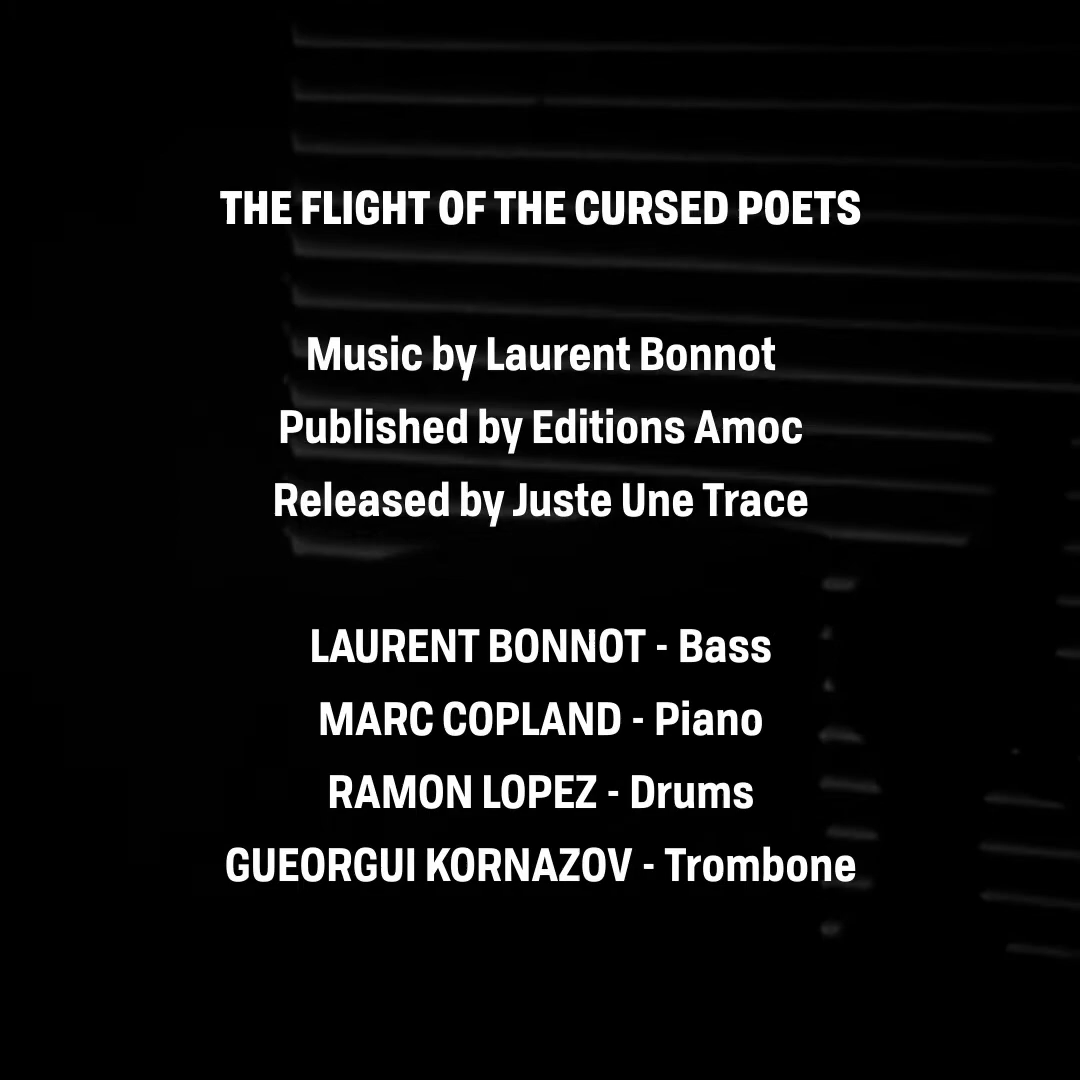 THE FLIGHT OF THE CURSED POETS
Music by Laurent Bonnot
Published by Editions Amoc
Released by Juste Une Trace
LAURENT BONNOT - Bass
MARC COPLAND - Piano
RAMON LOPEZ - Drums
GUEORGUI KORNAZOV - Trombone